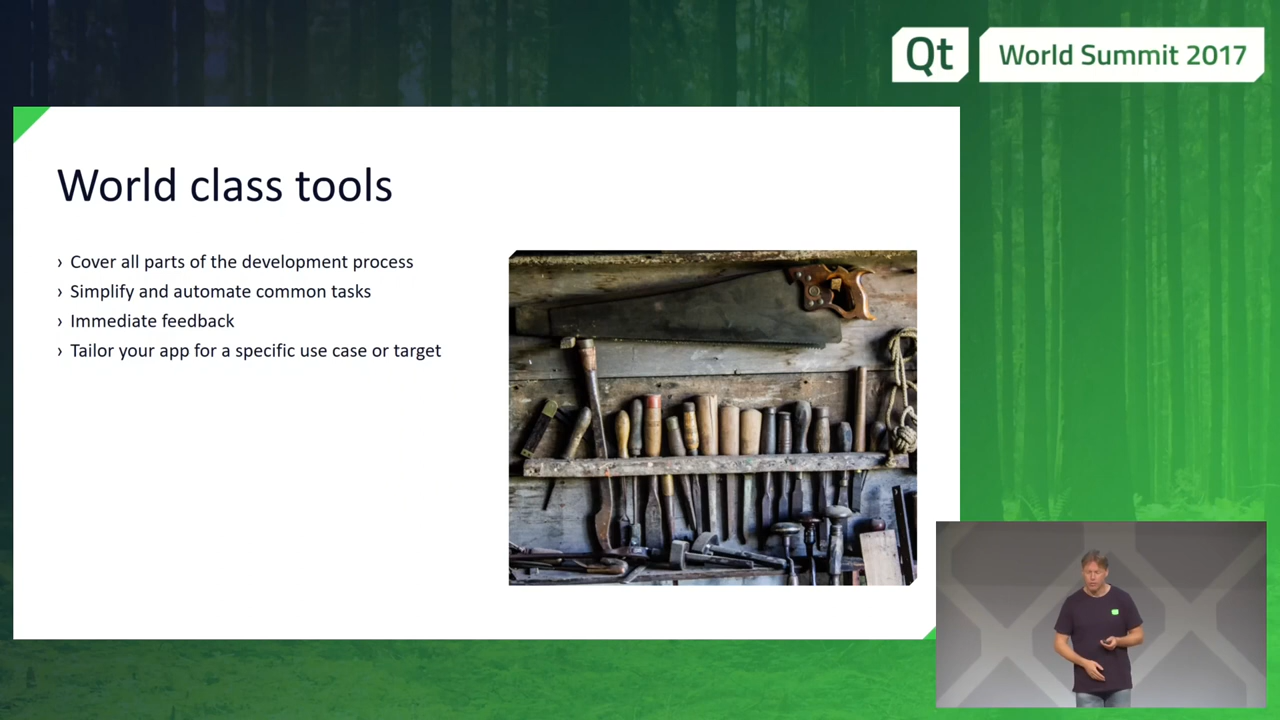 Qt World Summit 2017
World class tools
› Cover all parts of the development process
› Simplify and automate common tasks
› Immediate feedback
› Tailor your app for a specific use case or target